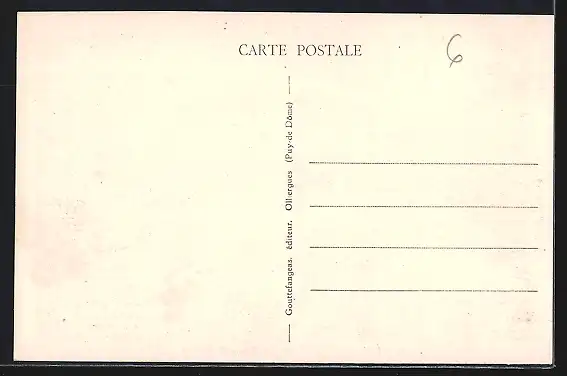 CARTE POSTALE
6
Gouttefangeas, éditeur, Olliergues (Puy-de Dôme)